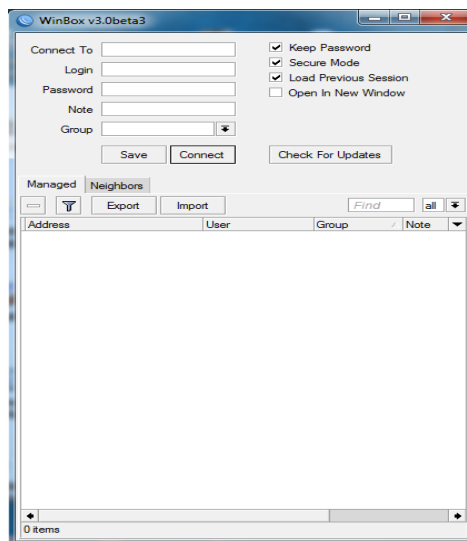 WinBox v3.0beta3
Connect To
Keep Password
Login
Secure Mode
Password
Load Previous Session
Note
Open In New Window
Group
Save Connect Check For Updates
Managed Neighbors
Export Import Find all
Address User Group Note
0 items